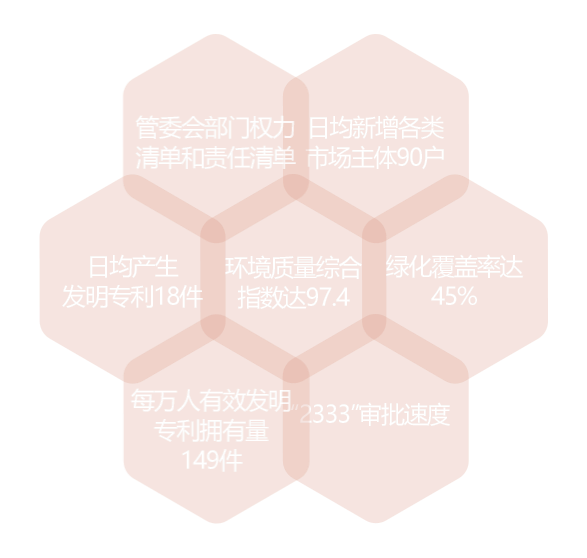 管委会部门权力
清单和责任清单
日均新增各类
市场主体90户
日均产生
发明专利18件
环境质量综合
指数达97.4
绿化覆盖率达
45%
每万人有效发明
专利拥有量
149件
“2333”审批速度